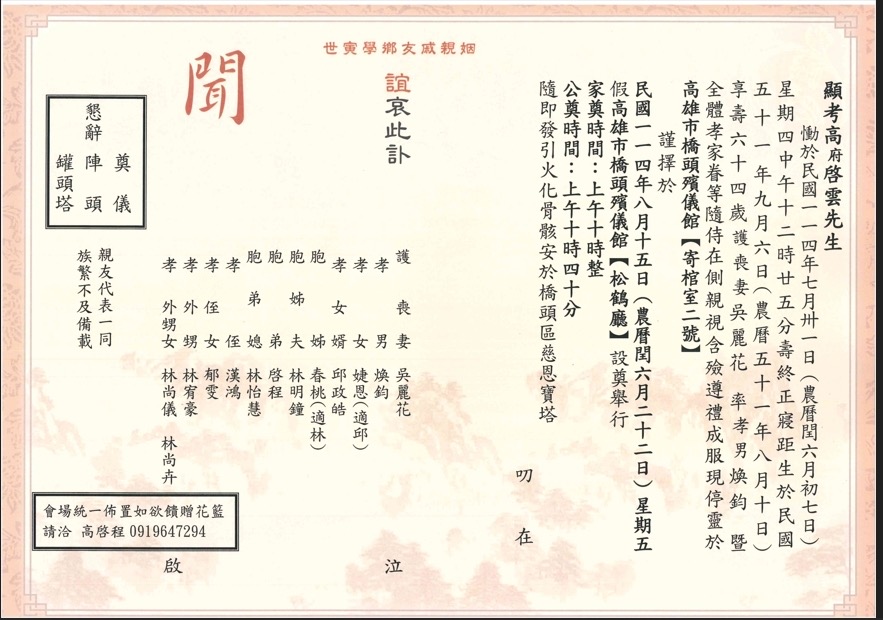 顯考高府啓雲先生
慟於民國一一四年七月卅一日(農曆閏六月初七日)
星期四中午十二時廿五分壽終正寢距生於民國
五十一年九月六日(農曆五十一年八月十日)
享壽六十四歲護喪妻吳麗花 率孝男煥鈞 暨
全體孝家眷等隨侍在側親視含殮遵禮成服現停靈於
高雄市橋頭殯儀館【寄棺室二號】
謹擇於
民國一一四年八月十五日(農曆閏六月二十二日)星期五
假高雄市橋頭殯儀館【松鶴廳】設奠舉行
家奠時間:上午十時整
公奠時間:上午十時四十分
隨即發引火化骨骸安於橋頭區慈恩寶塔
叨在
世寅學鄉友戚親姻
誼哀此訃
聞
護喪妻 吳麗花
孝男 煥鈞
孝女 婕恩(適邱)
孝女婿 邱政皓
胞姊 春桃(適林)
胞姊夫 林明鐘
胞弟 啓程
胞弟媳 林怡慧
孝侄 漢鴻
孝侄女 郁雯
孝外甥 林宥豪
孝外甥女 林尚儀 林尚卉
泣
啟
親友代表一同
族繁不及備載
懇辭
奠儀
陣頭
罐頭塔
會場統一佈置如欲饋贈花籃
請洽 高啓程 0919647294